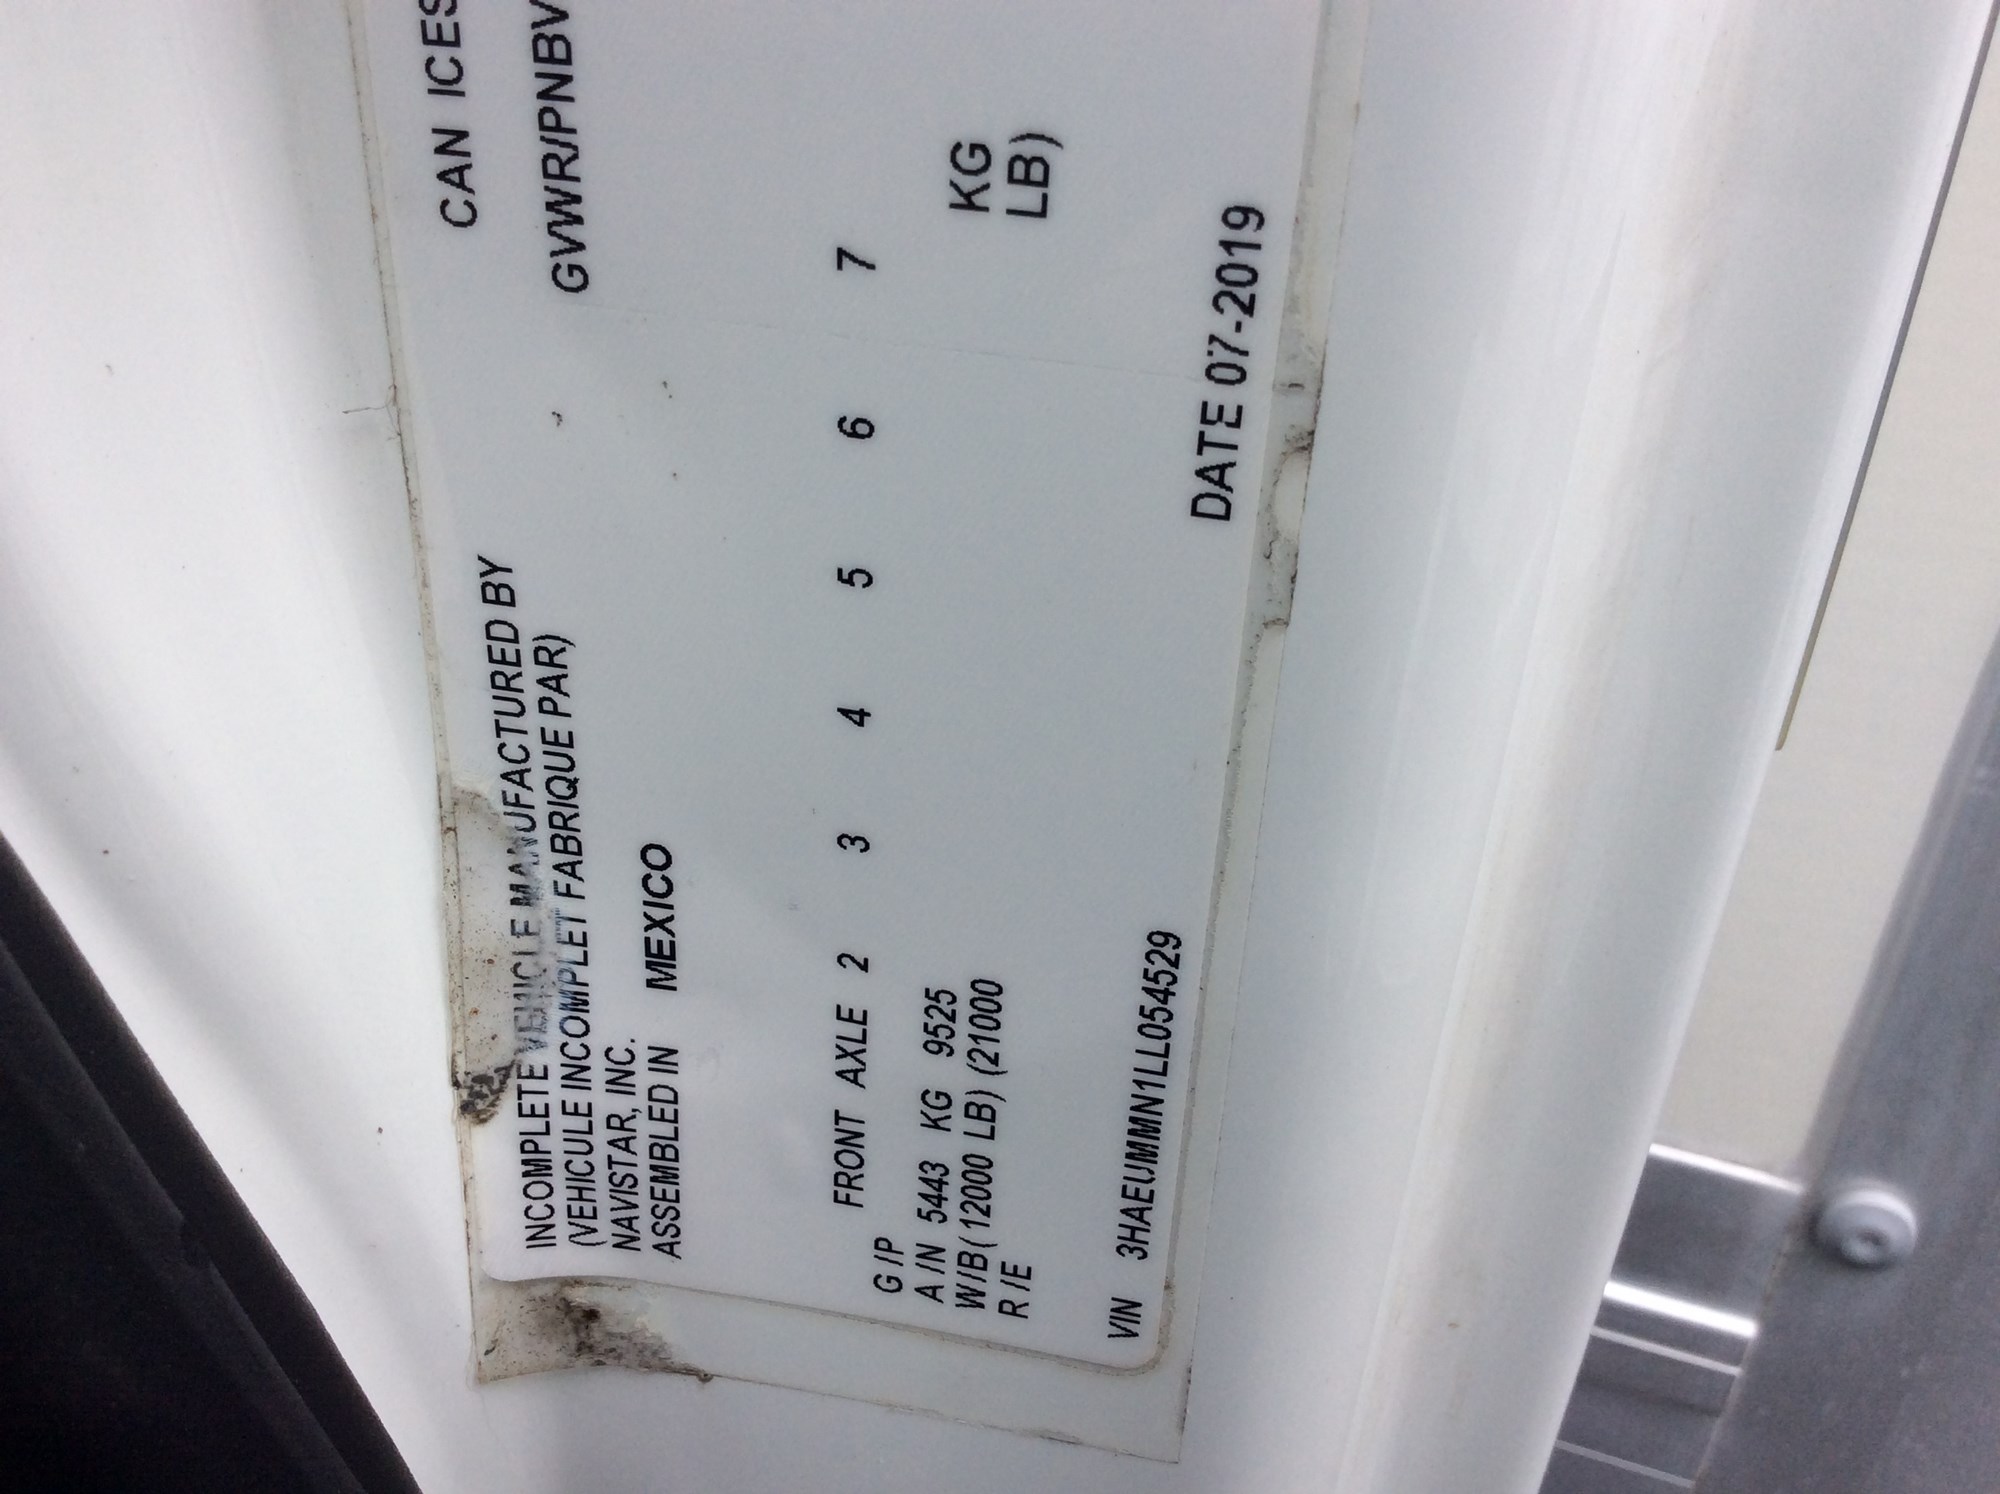 CAN ICES
INCOMPLETE VEHICLE MANUFACTURED BY
(VEHICULE INCOMPLET FABRIQUE PAR)
GVWR/PNBV
NAVISTAR, INC.
ASSEMBLED IN MEXICO
FRONT AXLE 2 3 4 5 6 7
G/P
A/N 5443 KG 9525 KG
W/B (12000 LB) (21000 LB)
R/E
VIN 3HAEUMMN1LL054529
DATE 07-2019